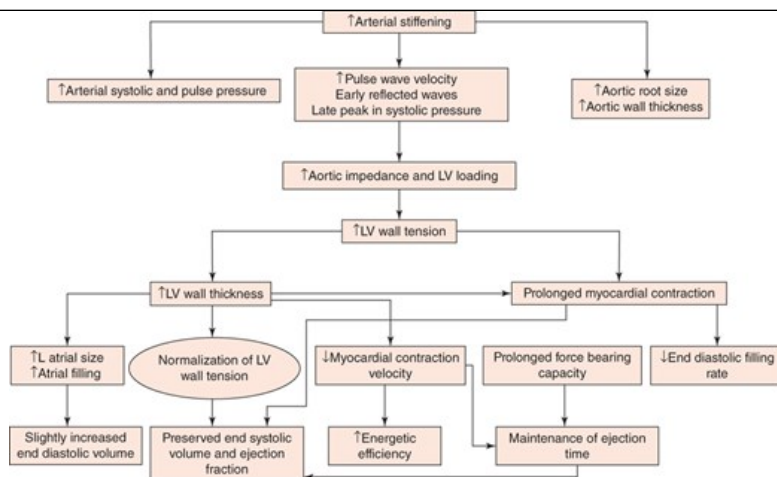 ↑Arterial stiffening
↑Arterial systolic and pulse pressure
↑Pulse wave velocity
Early reflected waves
Late peak in systolic pressure
↑Aortic root size
↑Aortic wall thickness
↑Aortic impedance and LV loading
↑LV wall tension
↑LV wall thickness
Prolonged myocardial contraction
↑L atrial size
↑Atrial filling
Normalization of LV
wall tension
↓Myocardial contraction
velocity
Prolonged force bearing
capacity
↓End diastolic filling
rate
Slightly increased
end diastolic volume
Preserved end systolic
volume and ejection
fraction
↑Energetic
efficiency
Maintenance of ejection
time